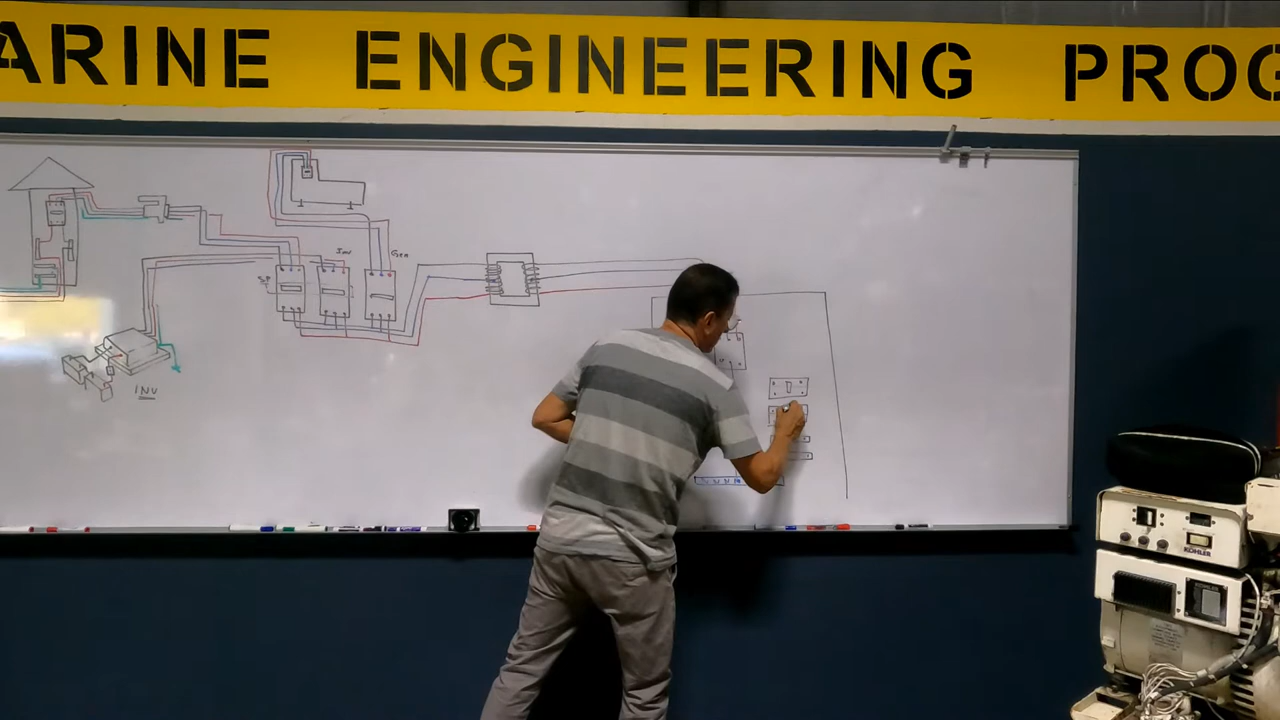 ARINE ENGINEERING PROG
Inv
Gen
SP
INV
KOHLER